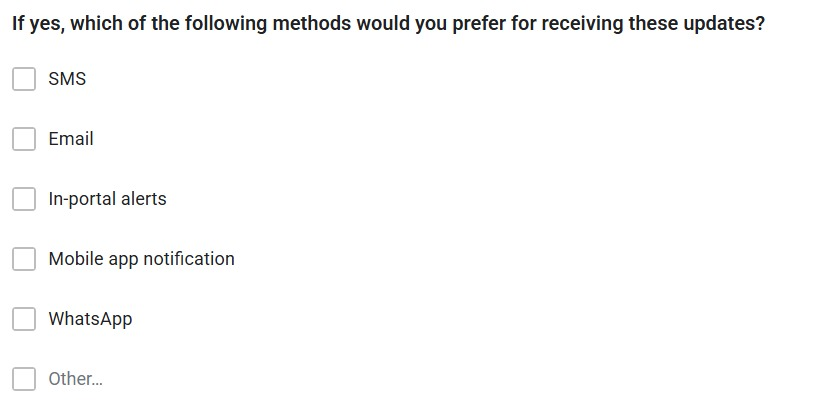 If yes, which of the following methods would you prefer for receiving these updates?
SMS
Email
In-portal alerts
Mobile app notification
WhatsApp
Other...